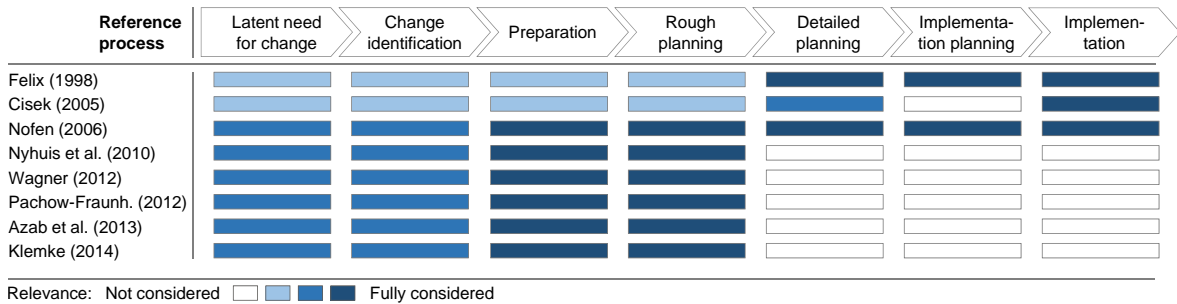 Reference process
Latent need for change
Change identification
Preparation
Rough planning
Detailed planning
Implementa-
tion planning
Implemen-
tation
Felix (1998)
Cisek (2005)
Nofen (2006)
Nyhuis et al. (2010)
Wagner (2012)
Pachow-Fraunh. (2012)
Azab et al. (2013)
Klemke (2014)
Relevance: Not considered Fully considered